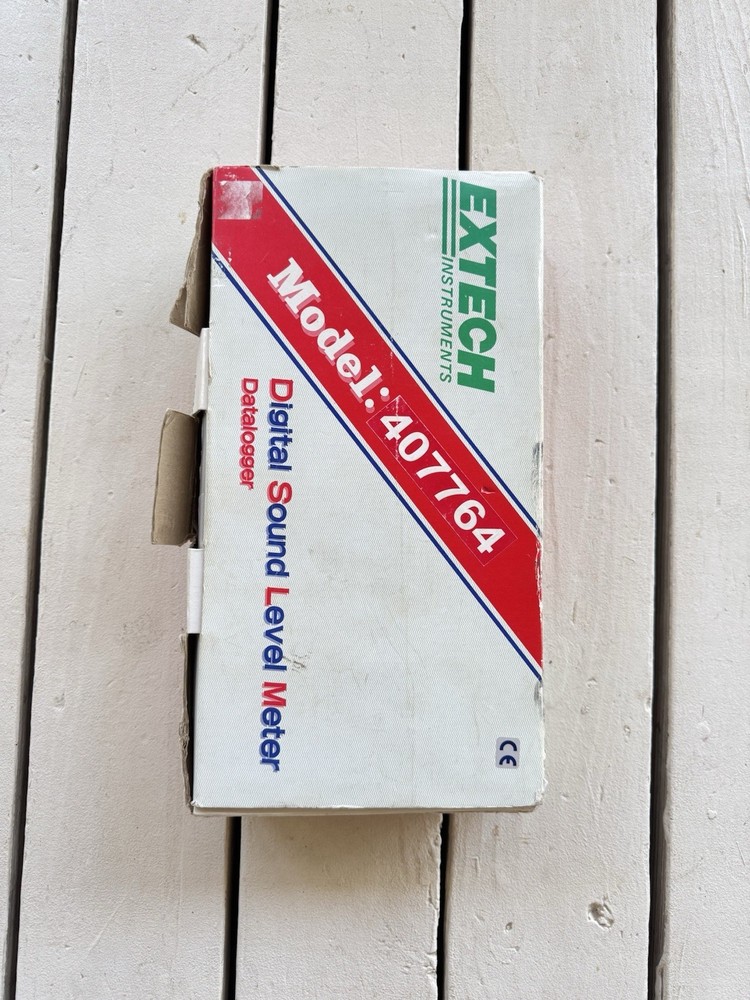 EXTECH
INSTRUMENTS
Model: 407764
Digital Sound Level Meter
Datalogger
CE